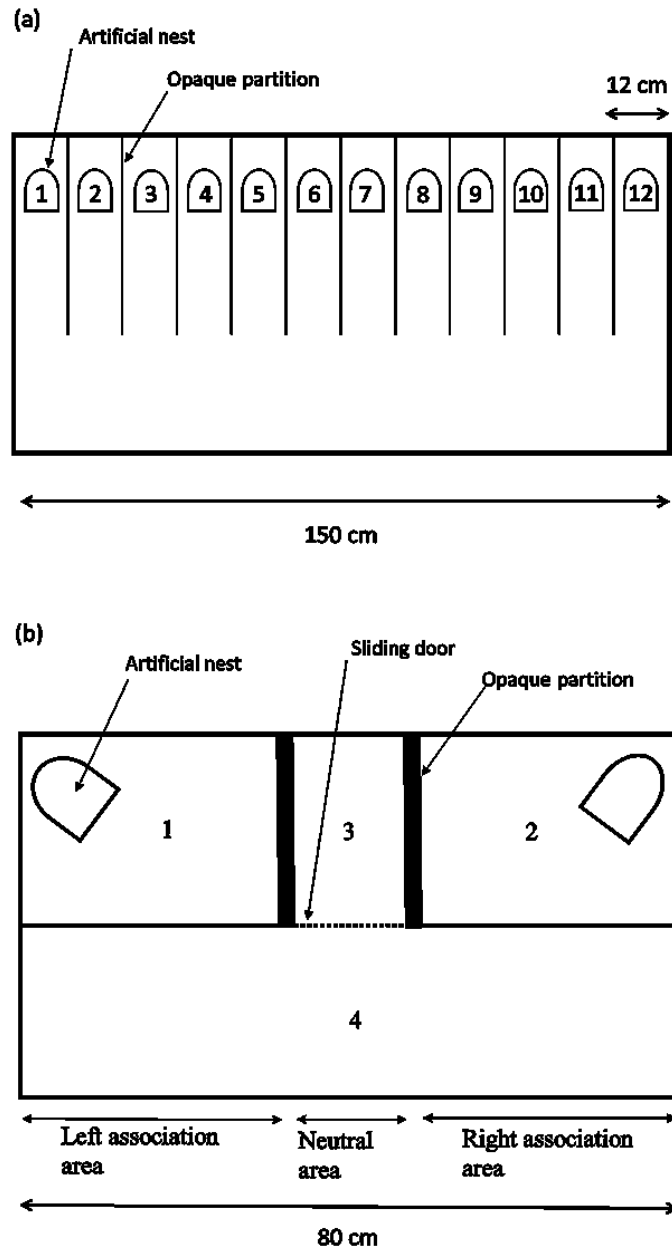 (a)
Artificial nest
Opaque partition
12 cm
1 2 3 4 5 6 7 8 9 10 11 12
150 cm
(b)
Sliding door
Artificial nest
Opaque partition
1 3 2
4
Left association
area
Neutral
area
Right association
area
80 cm